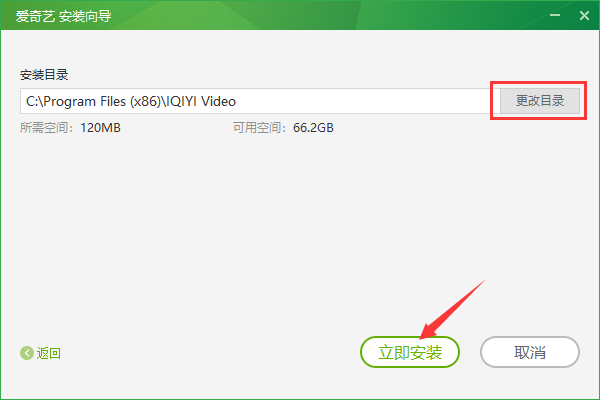 爱奇艺 安装向导
安装目录
C:\Program Files (x86)\IQIYI Video 更改目录
所需空间：120MB 可用空间：66.2GB
返回 立即安装 取消